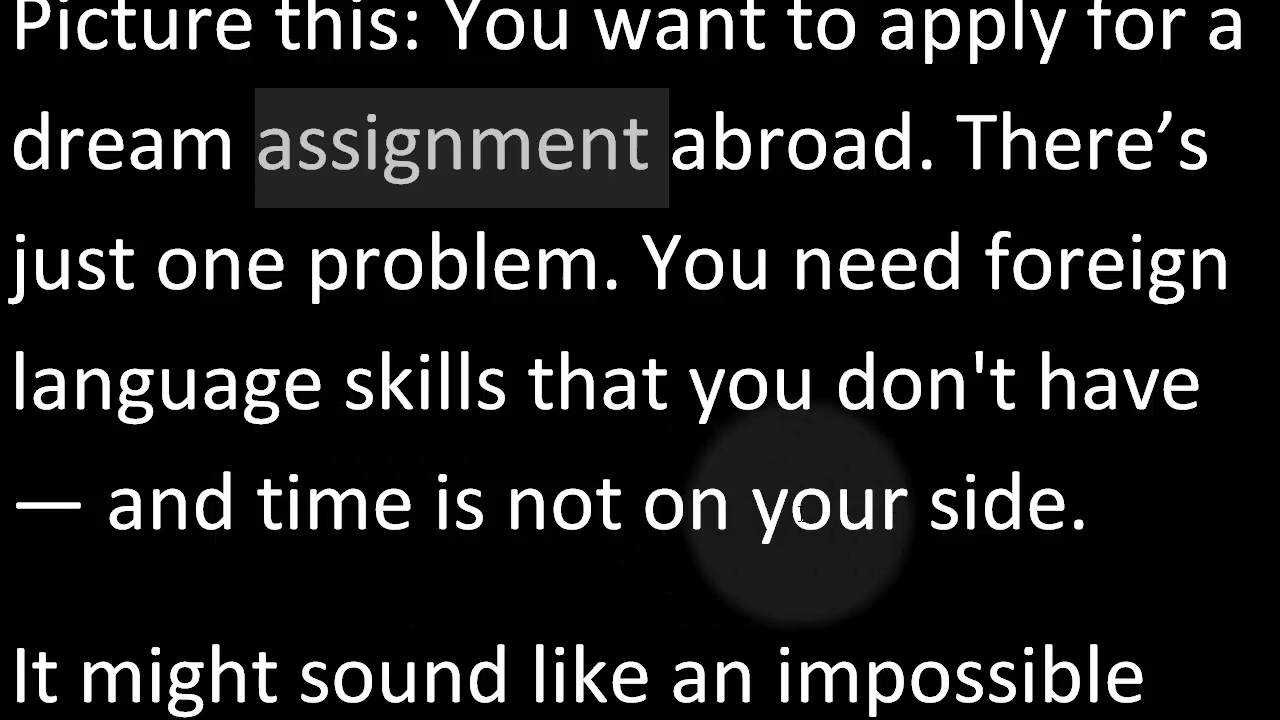 Picture this: You want to apply for a
dream assignment abroad. There’s
just one problem. You need foreign
language skills that you don't have
— and time is not on your side.
It might sound like an impossible